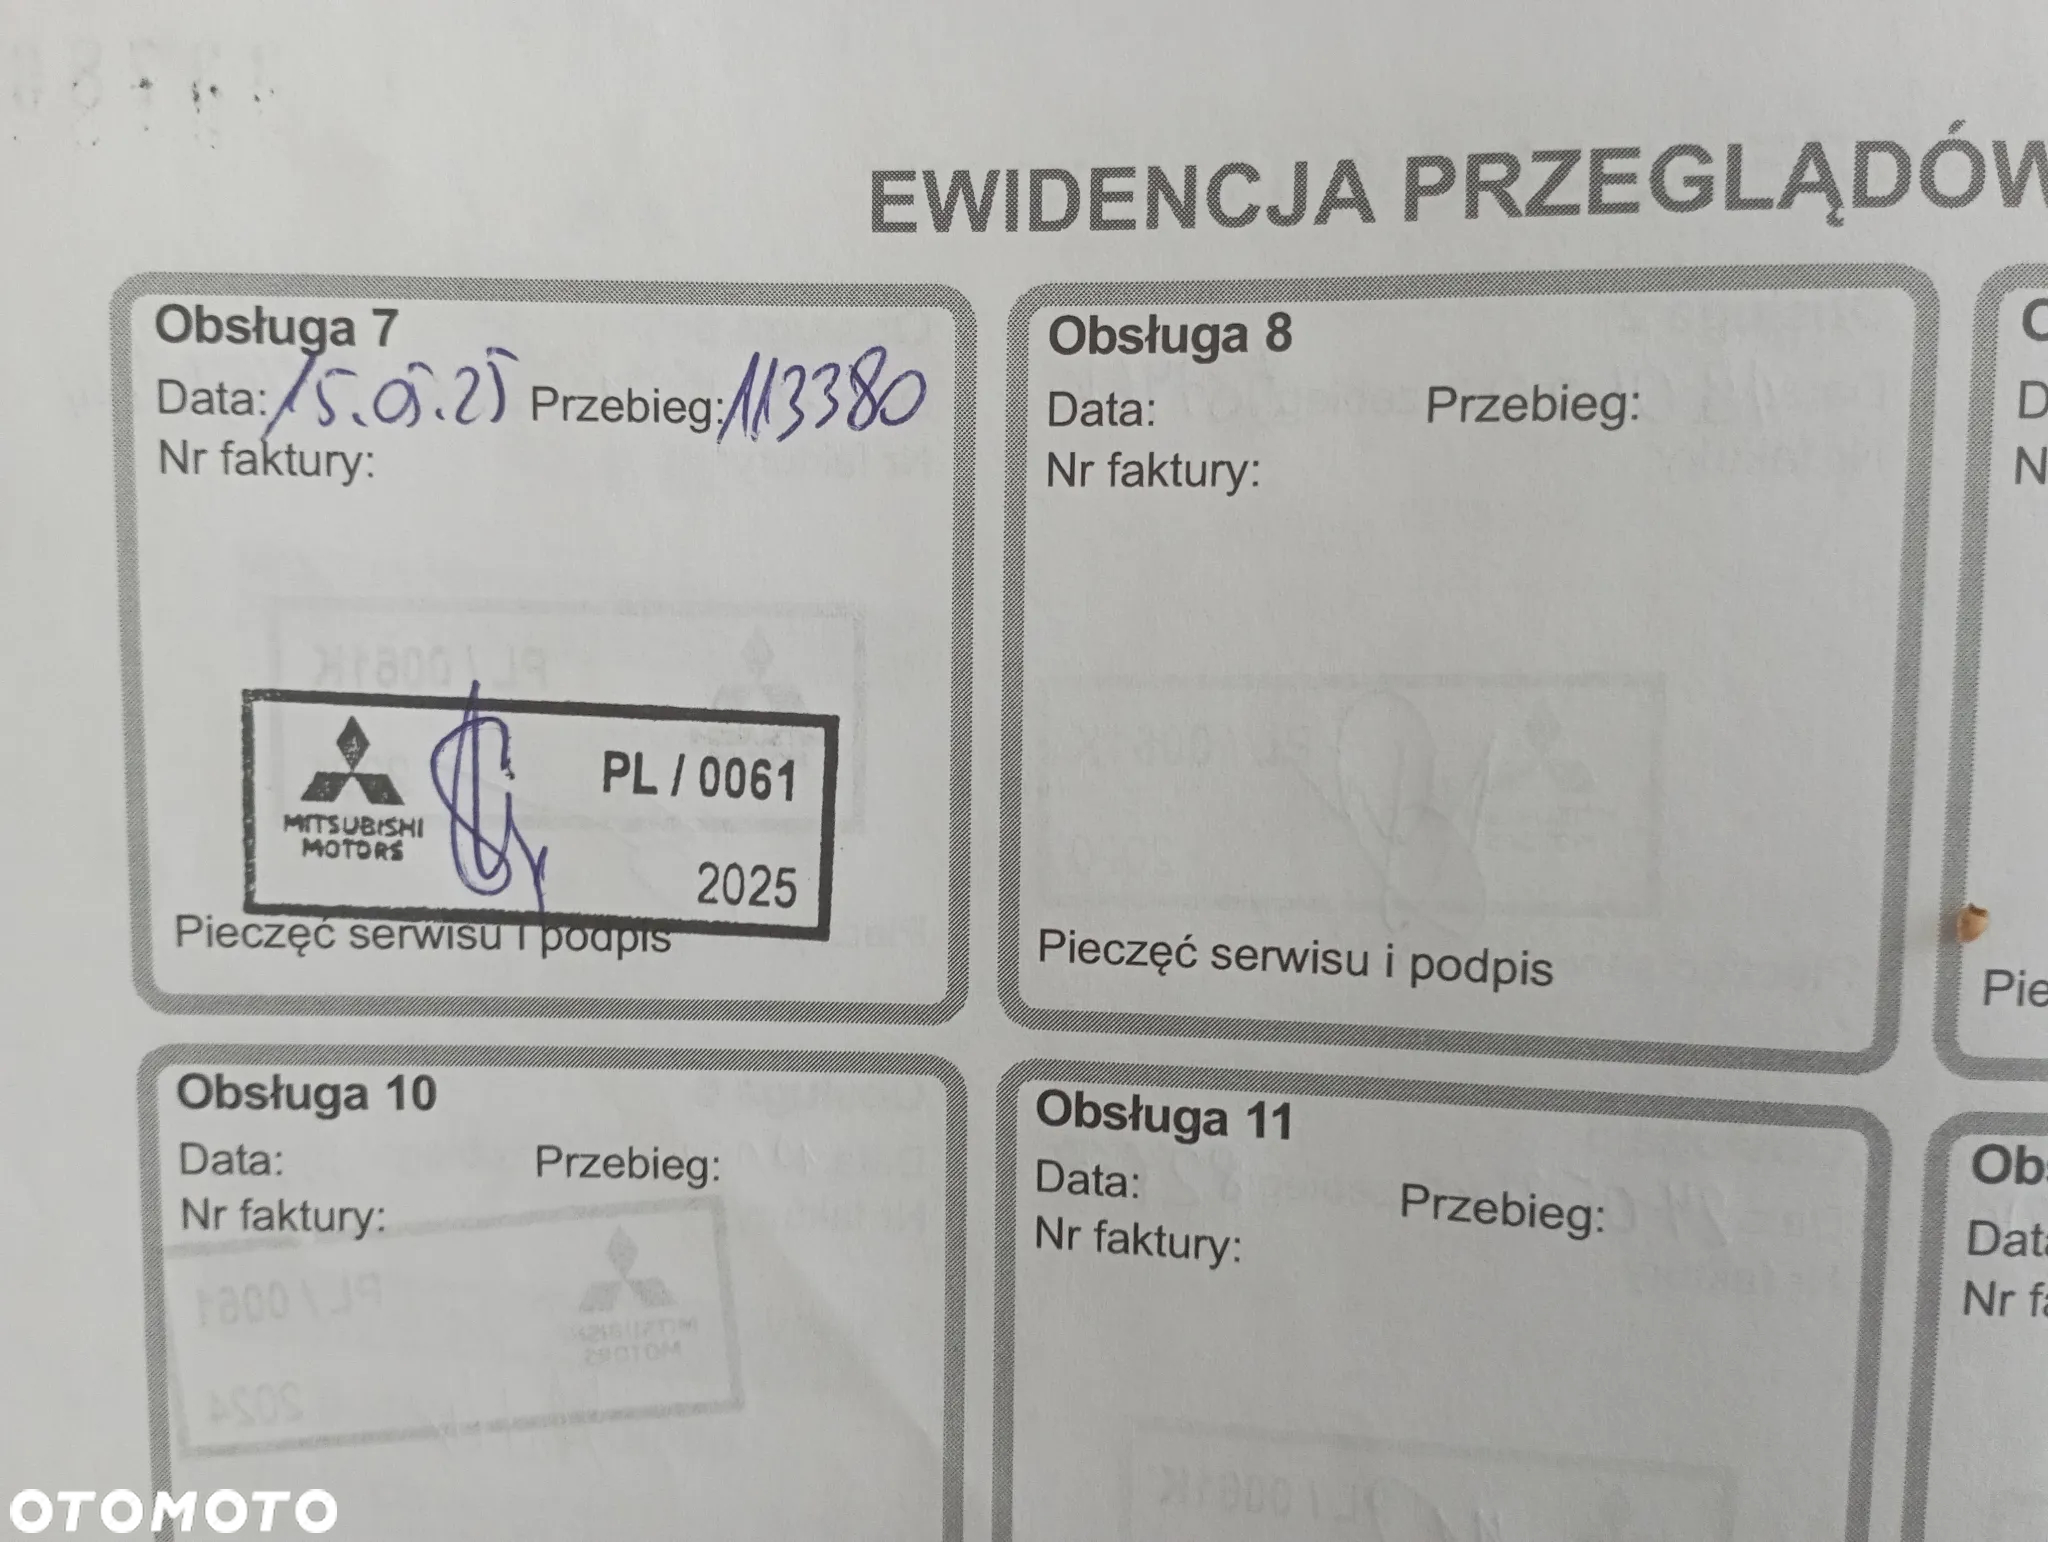 EWIDENCJA PRZEGLĄDÓW
Obsługa 7
Data: 15.05.25 Przebieg: 113380
Nr faktury:
MITSUBISHI
MOTORS
PL / 0061
2025
Pieczęć serwisu i podpis
Obsługa 8
Data: Przebieg:
Nr faktury:
Pieczęć serwisu i podpis
Obsługa 10
Data: Przebieg:
Nr faktury:
Obsługa 11
Data: Przebieg:
Nr faktury:
OTOMOTO